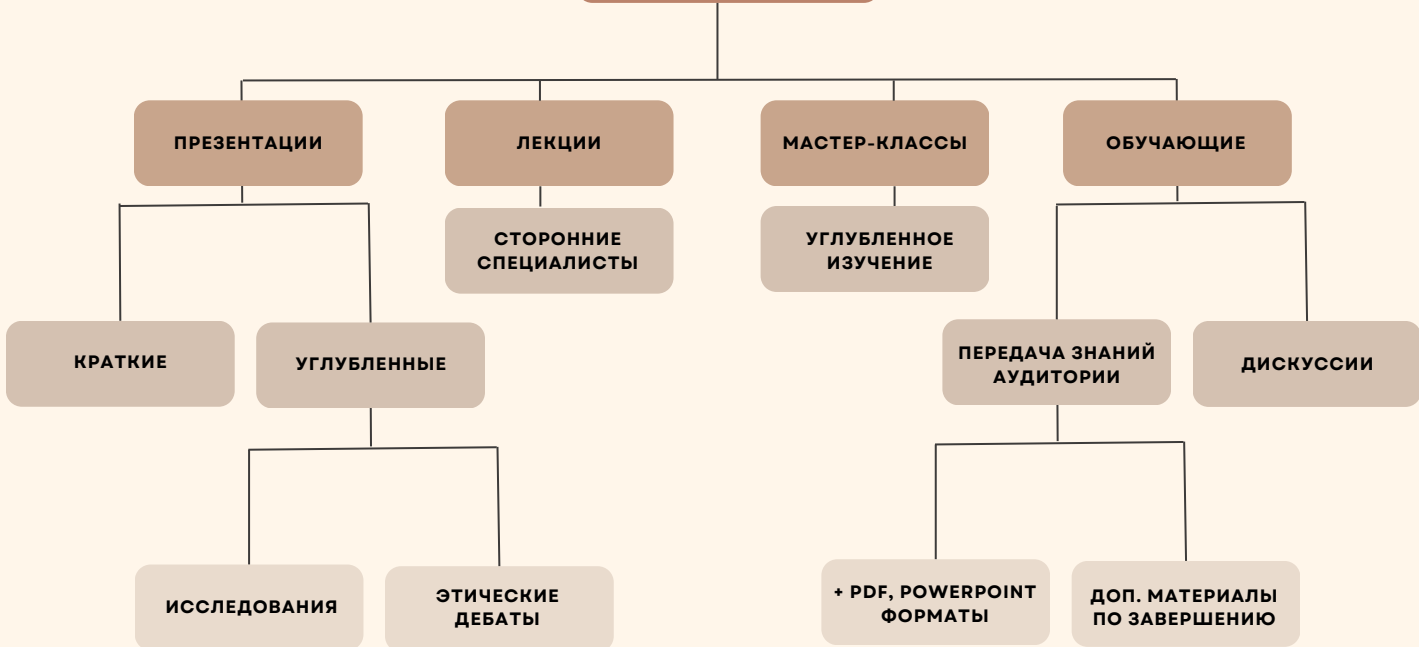 ПРЕЗЕНТАЦИИ
ЛЕКЦИИ
МАСТЕР-КЛАССЫ
ОБУЧАЮЩИЕ
СТОРОННИЕ
СПЕЦИАЛИСТЫ
УГЛУБЛЕННОЕ
ИЗУЧЕНИЕ
КРАТКИЕ
УГЛУБЛЕННЫЕ
ПЕРЕДАЧА ЗНАНИЙ
АУДИТОРИИ
ДИСКУССИИ
ИССЛЕДОВАНИЯ
ЭТИЧЕСКИЕ
ДЕБАТЫ
+ PDF, POWERPOINT
ФОРМАТЫ
ДОП. МАТЕРИАЛЫ
ПО ЗАВЕРШЕНИЮ